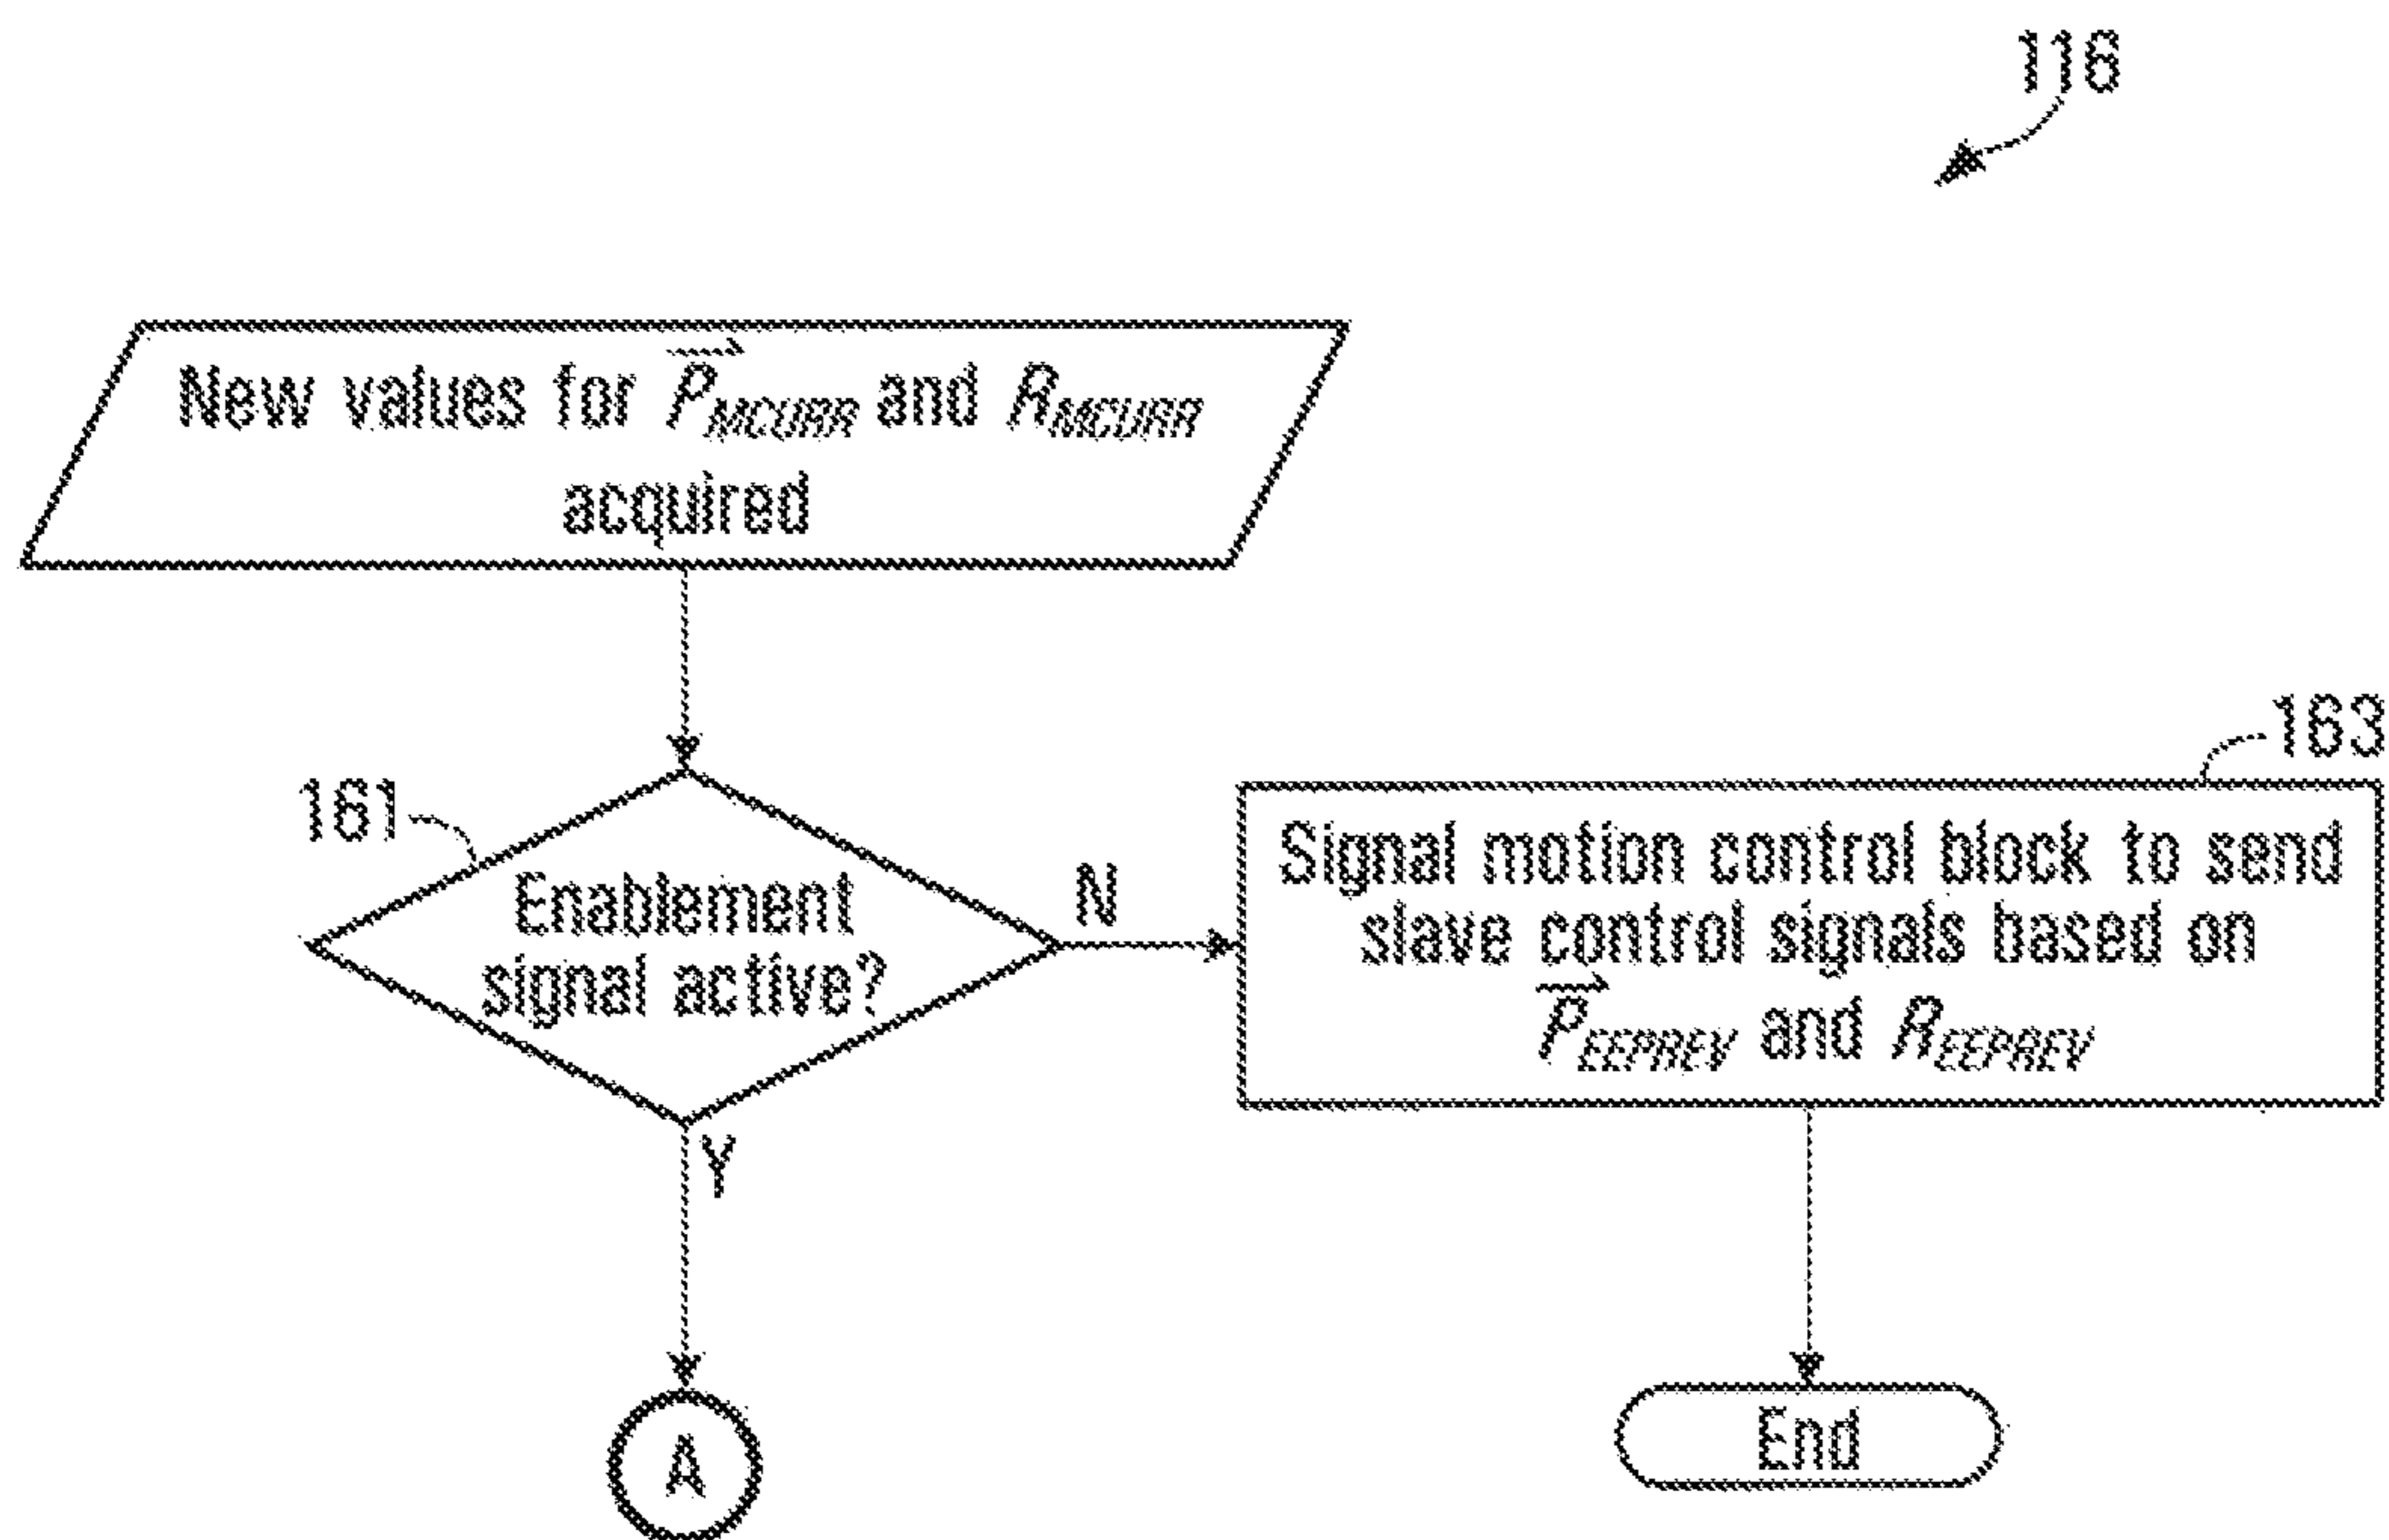 116
New values for P⃗MCURR and RMCURR
acquired
161
Enablement
signal active?
N
Y
163
Signal motion control block to send
slave control signals based on
P⃗EEPREV and REEPREV
A
End